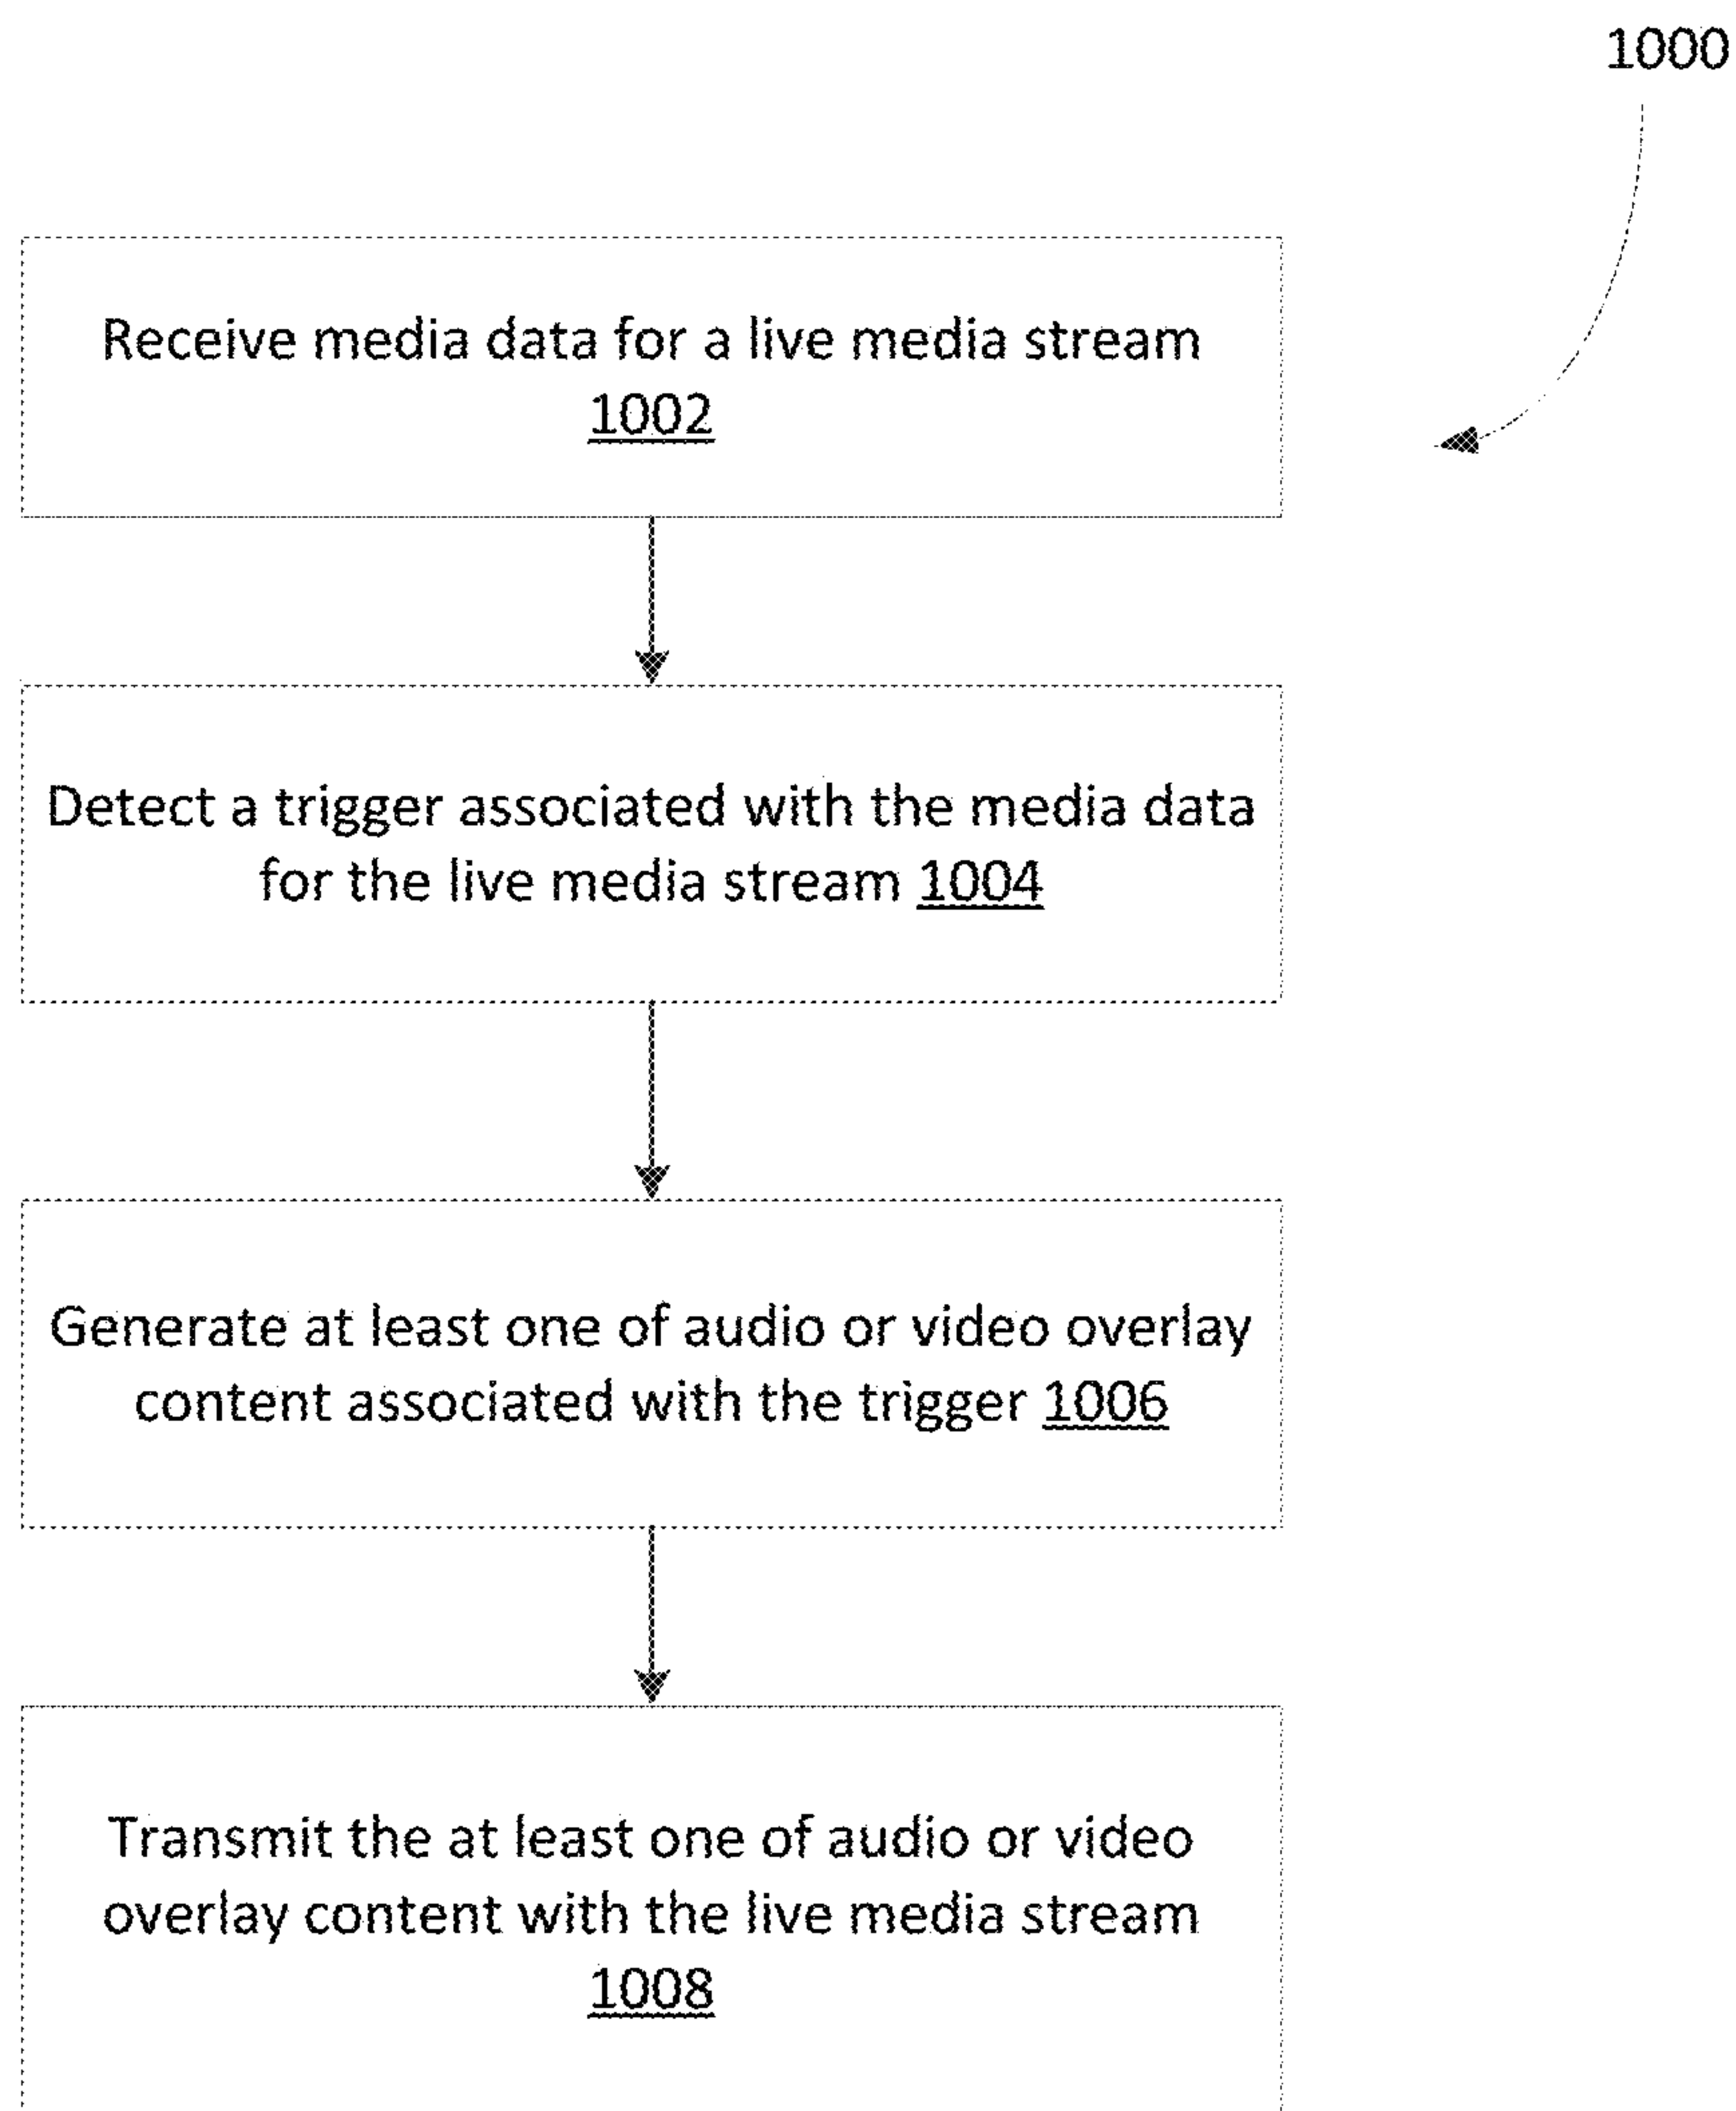 1000
Receive media data for a live media stream
1002
Detect a trigger associated with the media data
for the live media stream 1004
Generate at least one of audio or video overlay
content associated with the trigger 1006
Transmit the at least one of audio or video
overlay content with the live media stream
1008